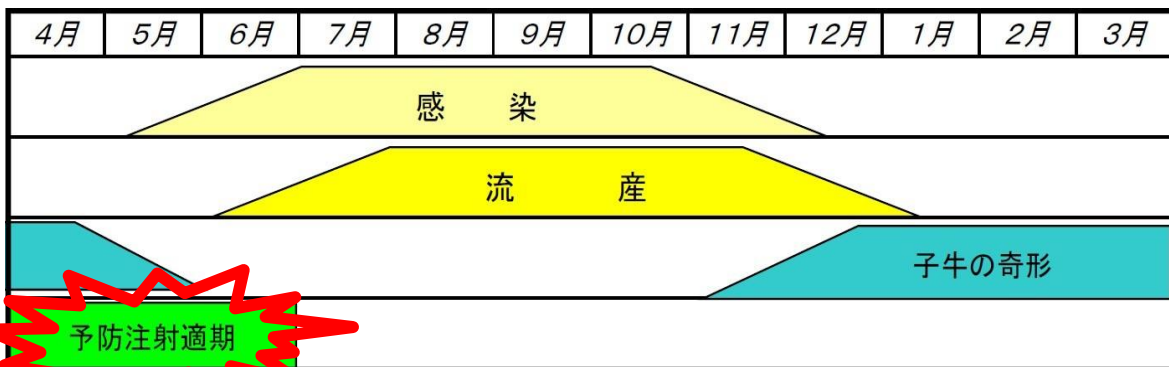 4月 5月 6月 7月 8月 9月 10月 11月 12月 1月 2月 3月
感 染
流 産
子牛の奇形
予防注射適期